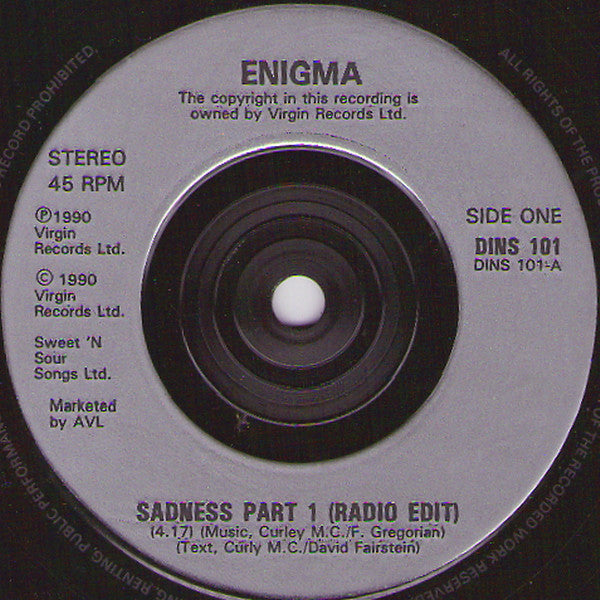 ENIGMA
The copyright in this recording is
owned by Virgin Records Ltd.
STEREO
45 RPM
℗1990
Virgin
Records Ltd.
© 1990
Virgin
Records Ltd.
Sweet 'N
Sour
Songs Ltd.
Marketed
by AVL
SIDE ONE
DINS 101
DINS 101-A
SADNESS PART 1 (RADIO EDIT)
(4.17) (Music, Curley M.C./F. Gregorian)
(Text, Curly M.C./David Fairstein)
ALL RIGHTS OF THE
OF THE RECORDED WORK RESERVED
RENTING, PUBLIC
RECORD PROHIBITED.